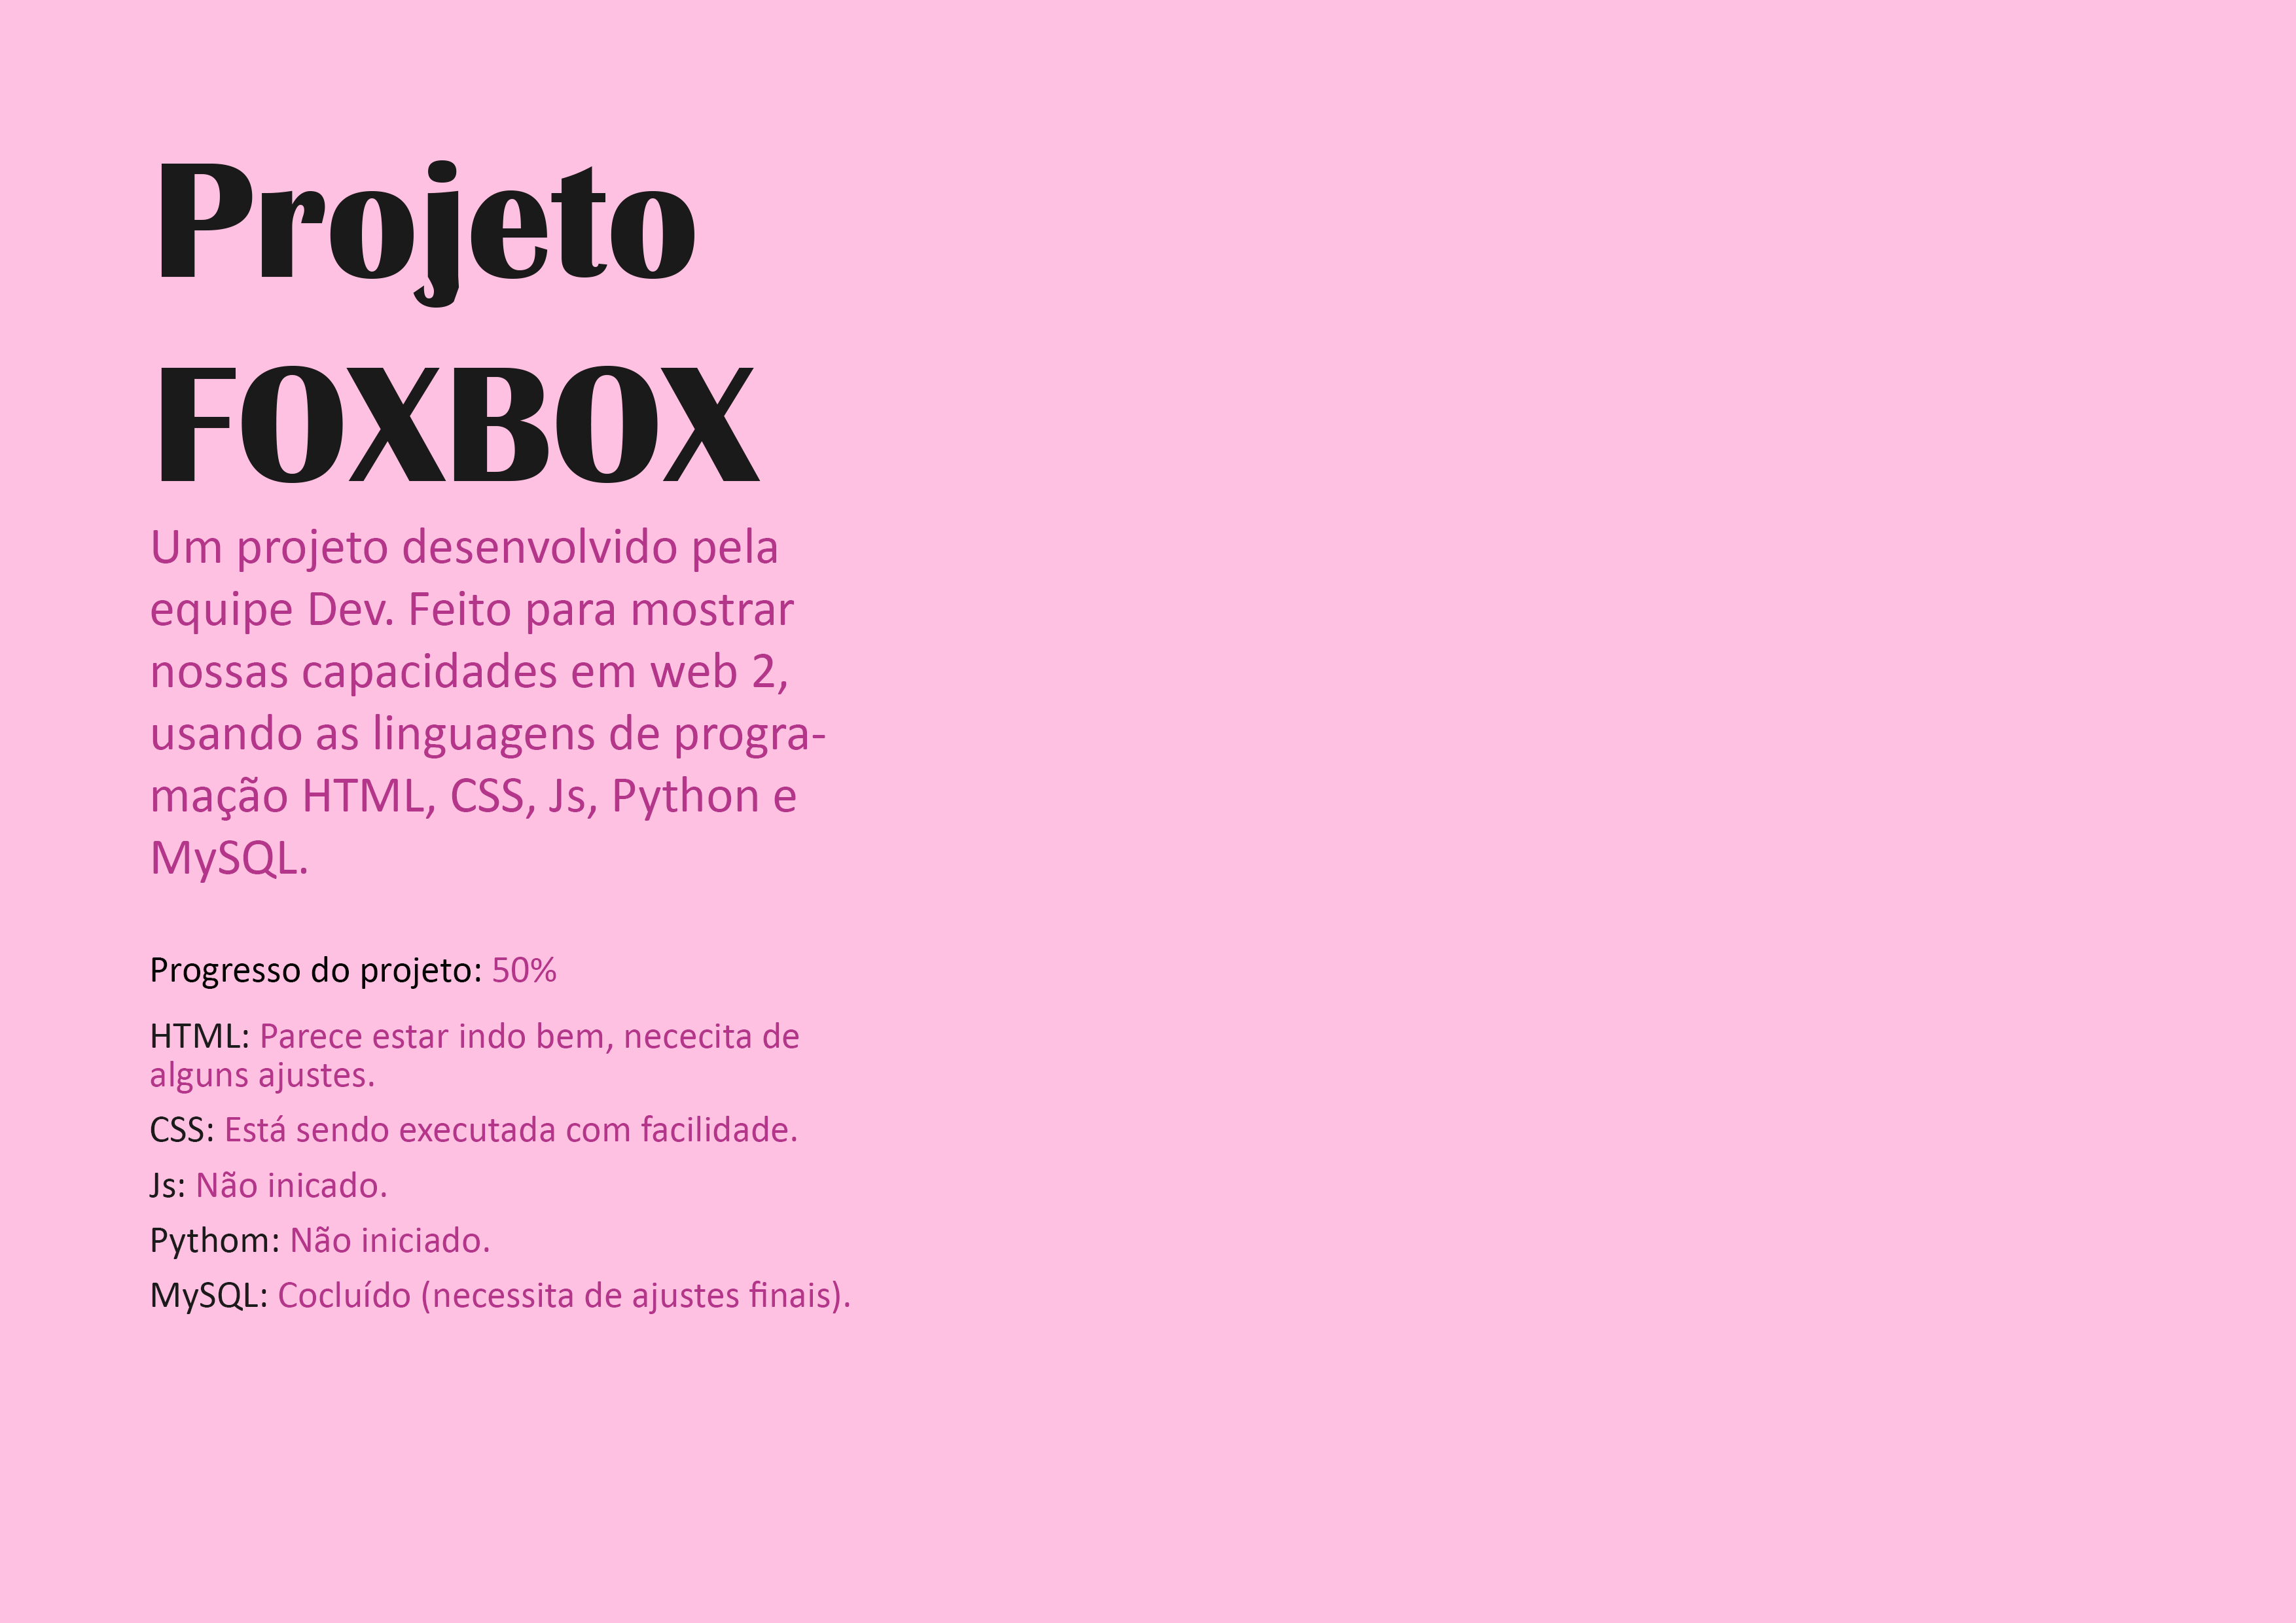 Projeto
FOXBOX
Um projeto desenvolvido pela
equipe Dev. Feito para mostrar
nossas capacidades em web 2,
usando as linguagens de progra-
mação HTML, CSS, Js, Python e
MySQL.
Progresso do projeto: 50%
HTML: Parece estar indo bem, nececita de
alguns ajustes.
CSS: Está sendo executada com facilidade.
Js: Não inicado.
Pythom: Não iniciado.
MySQL: Cocluído (necessita de ajustes finais).